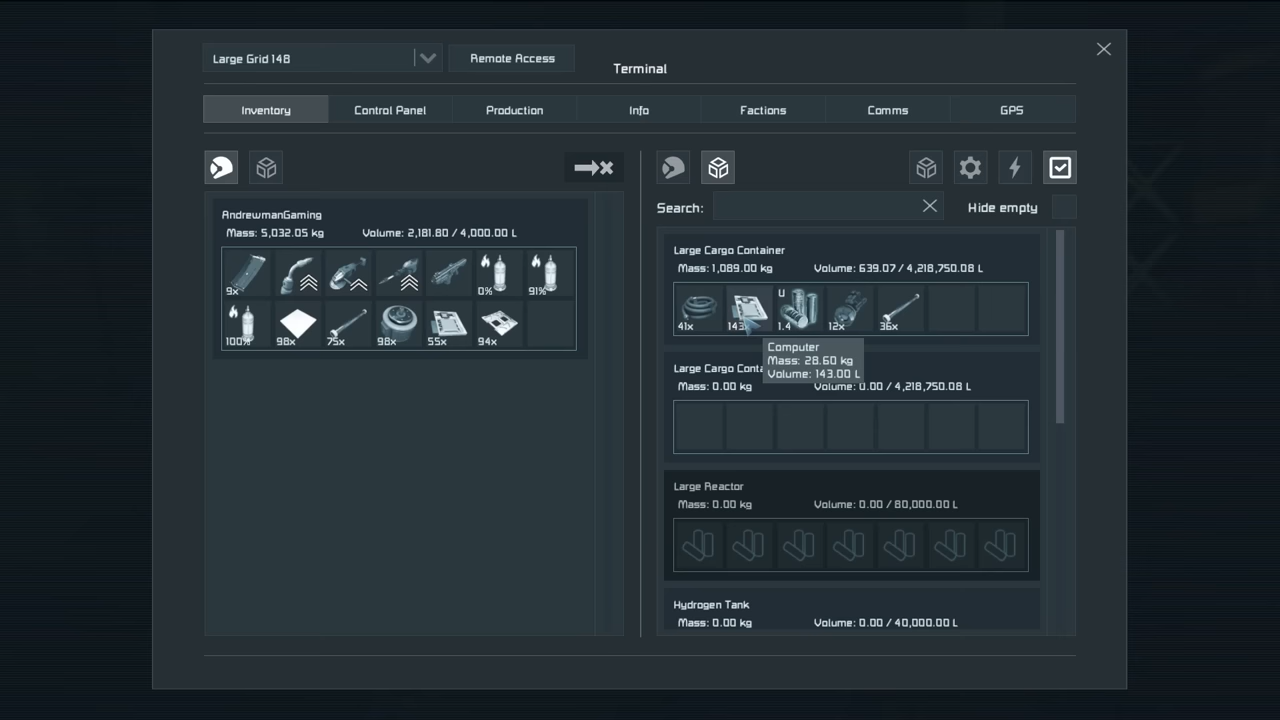 Large Grid 148
Remote Access
Terminal
Inventory
Control Panel
Production
Info
Factions
Comms
GPS
Search:
Hide empty
AndrewmanGaming
Mass: 5,032.05 kg Volume: 2,181.80 / 4,000.00 L
9x
0%
91%
100%
98x
75x
98x
55x
94x
Large Cargo Container
Mass: 1,089.00 kg Volume: 639.07 / 4,218,750.08 L
41x
143x
U
1.4
12x
36x
Computer
Mass: 28.60 kg
Volume: 143.00 L
Large Cargo Conta
Mass: 0.00 kg Volume: 0.00 / 4,218,750.08 L
Large Reactor
Mass: 0.00 kg Volume: 0.00 / 80,000.00 L
Hydrogen Tank
Mass: 0.00 kg Volume: 0.00 / 40,000.00 L